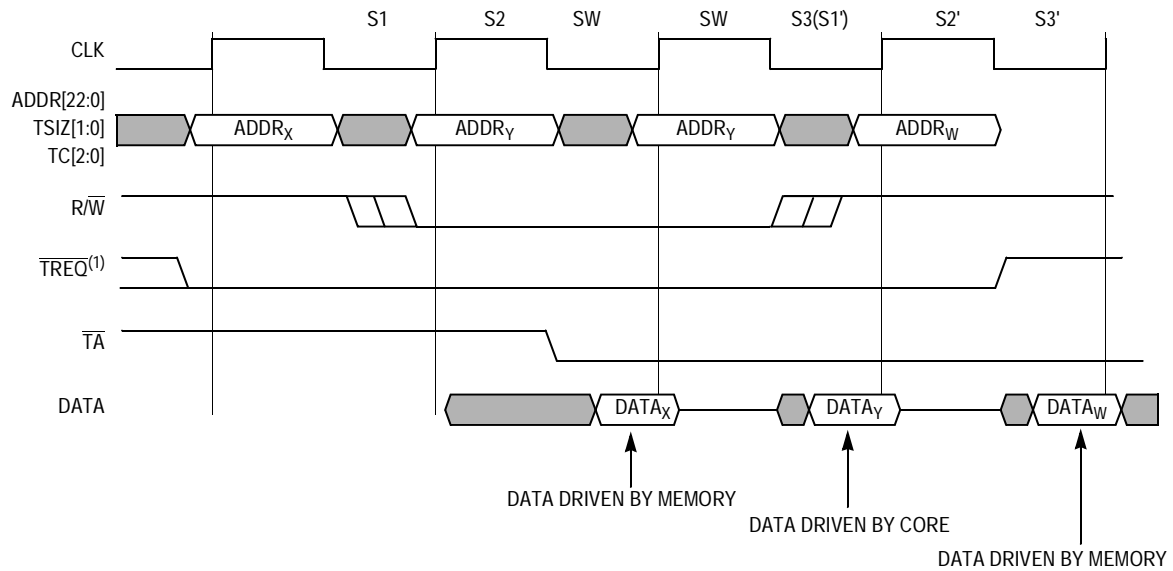 S1 S2 SW SW S3(S1') S2' S3'
CLK
ADDR[22:0]
TSIZ[1:0]
TC[2:0]
ADDRX ADDRY ADDRY ADDRW
R/W̅
T̅R̅E̅Q̅(1)
T̅A̅
DATA DATAX DATAY DATAW
DATA DRIVEN BY MEMORY
DATA DRIVEN BY CORE
DATA DRIVEN BY MEMORY